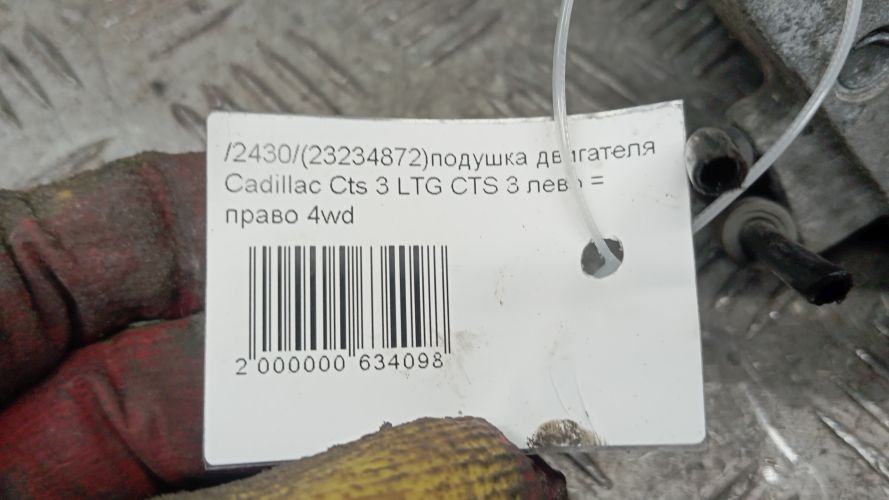 /2430/(23234872)подушка двигателя
Cadillac Cts 3 LTG CTS 3 лево =
право 4wd
2 000000 634098